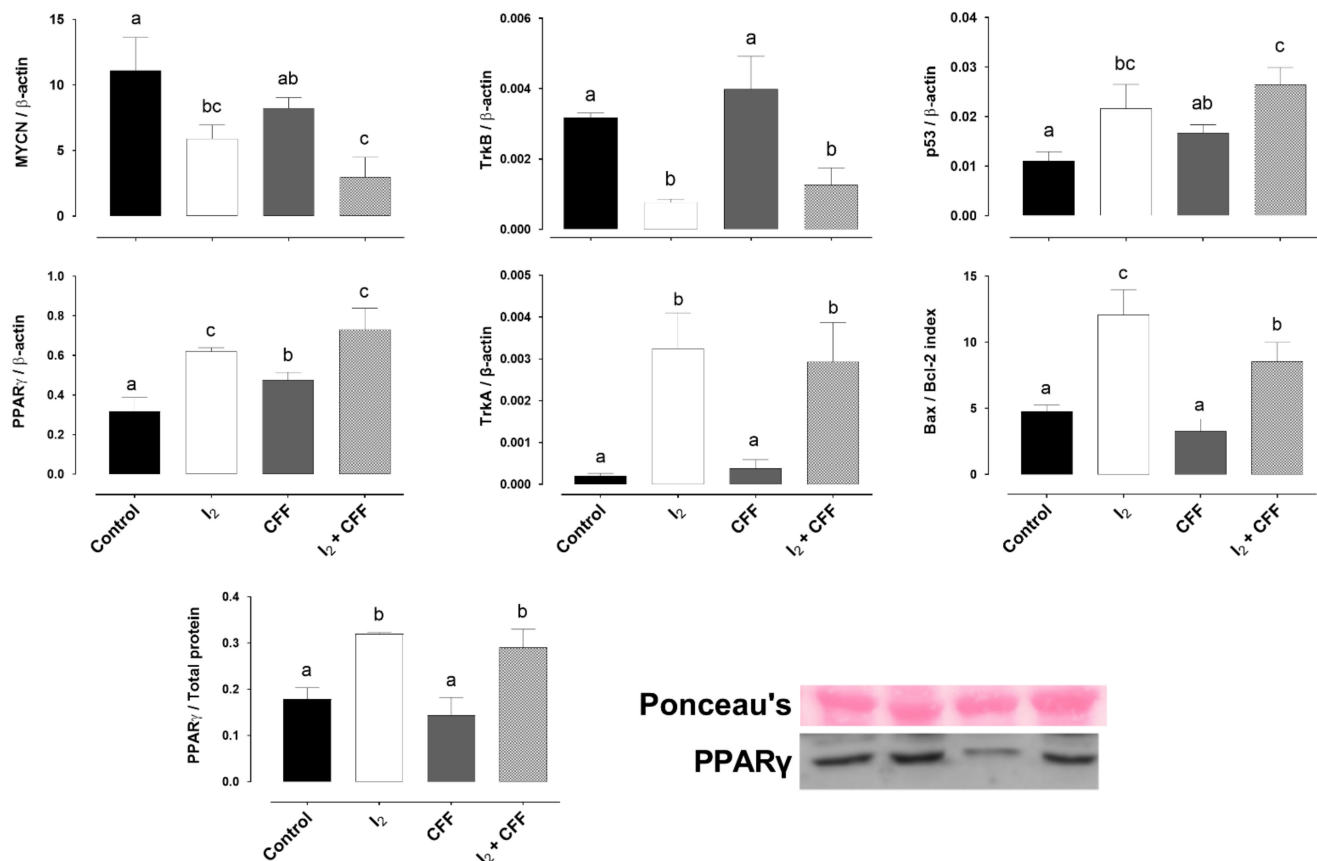 MYCN / β-actin
15
10
5
0
a
bc
ab
c
TrkB / β-actin
0.006
0.004
0.002
0.000
a
b
a
b
p53 / β-actin
0.04
0.03
0.02
0.01
0.00
a
bc
ab
c
PPARγ / β-actin
1.0
0.8
0.6
0.4
0.2
0.0
a
c
b
c
Control
I₂
CFF
I₂ + CFF
TrkA / β-actin
0.005
0.004
0.003
0.002
0.001
0.000
a
b
a
b
Control
I₂
CFF
I₂ + CFF
Bax / Bcl-2 index
15
10
5
0
a
c
a
b
Control
I₂
CFF
I₂ + CFF
PPARγ / Total protein
0.4
0.3
0.2
0.1
0.0
a
b
a
b
Control
I₂
CFF
I₂ + CFF
Ponceau's
PPARγ